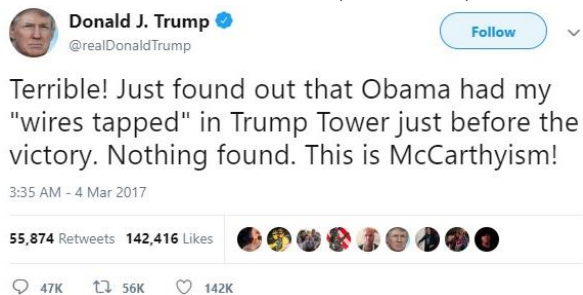 Donald J. Trump
@realDonaldTrump
Follow
Terrible! Just found out that Obama had my
"wires tapped" in Trump Tower just before the
victory. Nothing found. This is McCarthyism!
3:35 AM - 4 Mar 2017
55,874 Retweets 142,416 Likes
47K 56K 142K